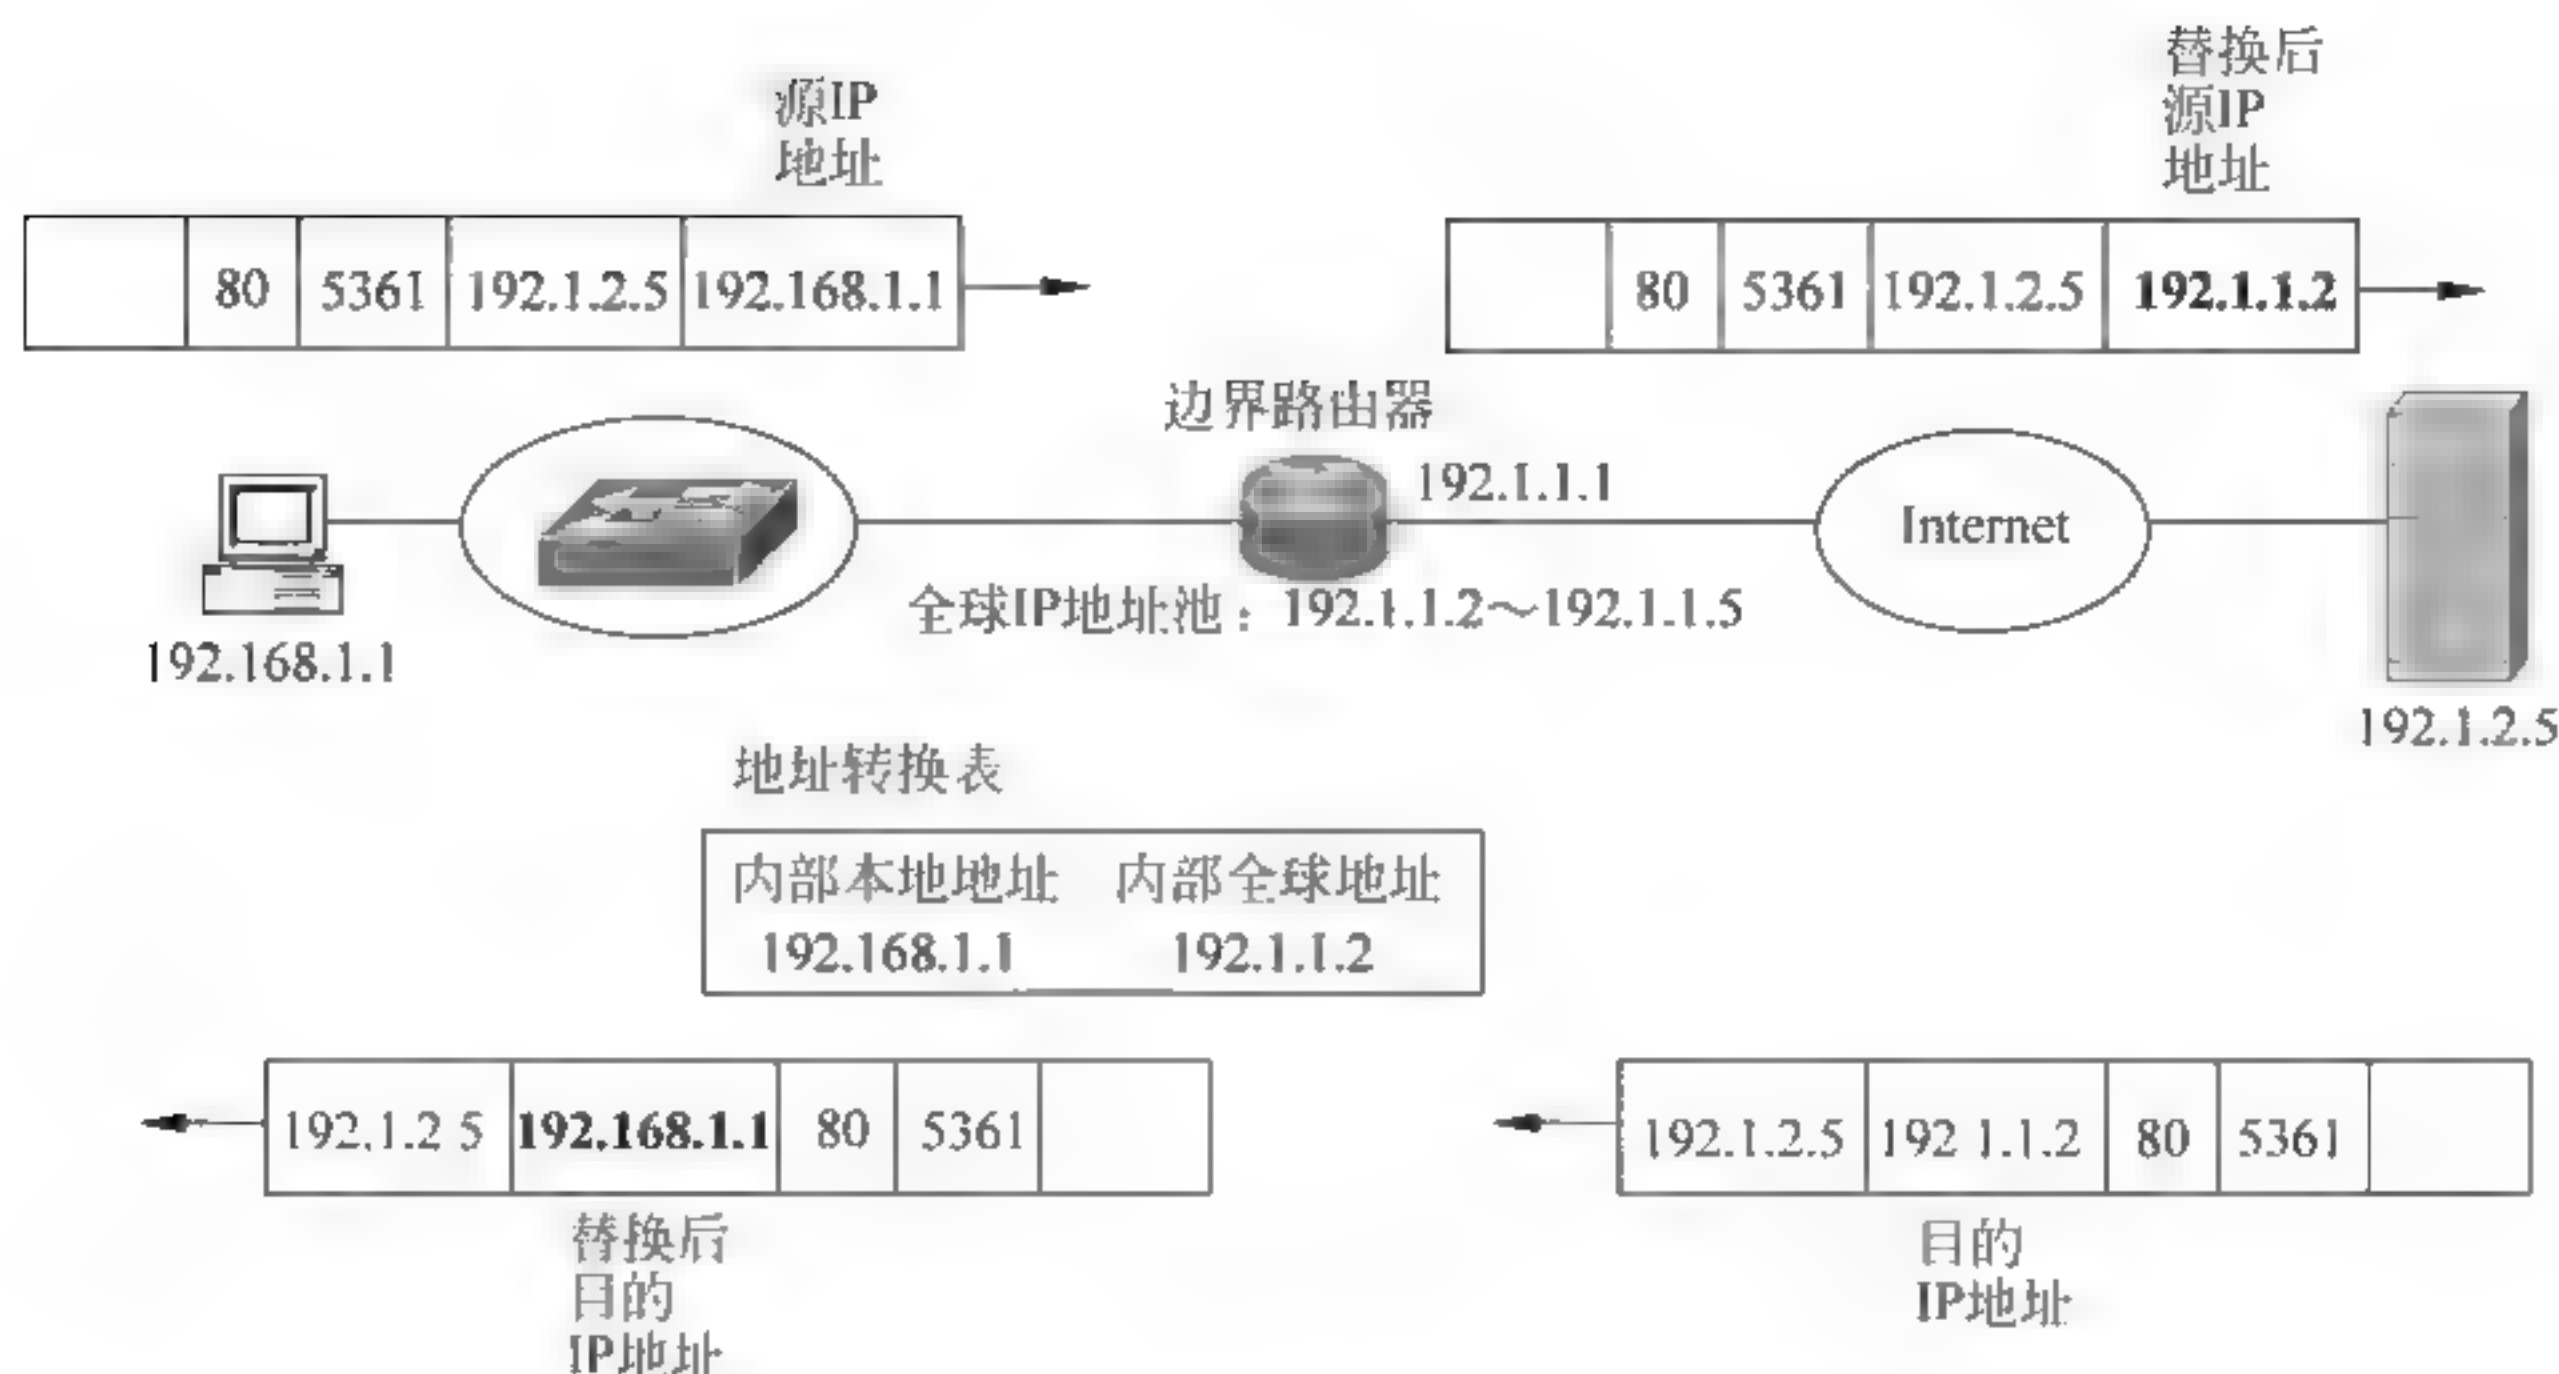 源IP
地址
替换后
源IP
地址
80 5361 192.1.2.5 192.168.1.1
80 5361 192.1.2.5 192.1.1.2
边界路由器
192.1.1.1
Internet
全球IP地址池：192.1.1.2～192.1.1.5
192.168.1.1
192.1.2.5
地址转换表
内部本地地址 内部全球地址
192.168.1.1 192.1.1.2
192.1.2 5 192.168.1.1 80 5361
192.1.2.5 192 1.1.2 80 5361
替换后
目的
IP地址
目的
IP地址